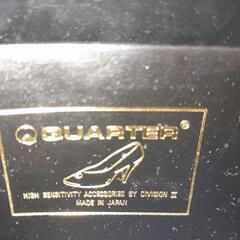 QUARTER®
HIGH SENSITIVITY ACCESSORIES BY DIVISION II
MADE IN JAPAN